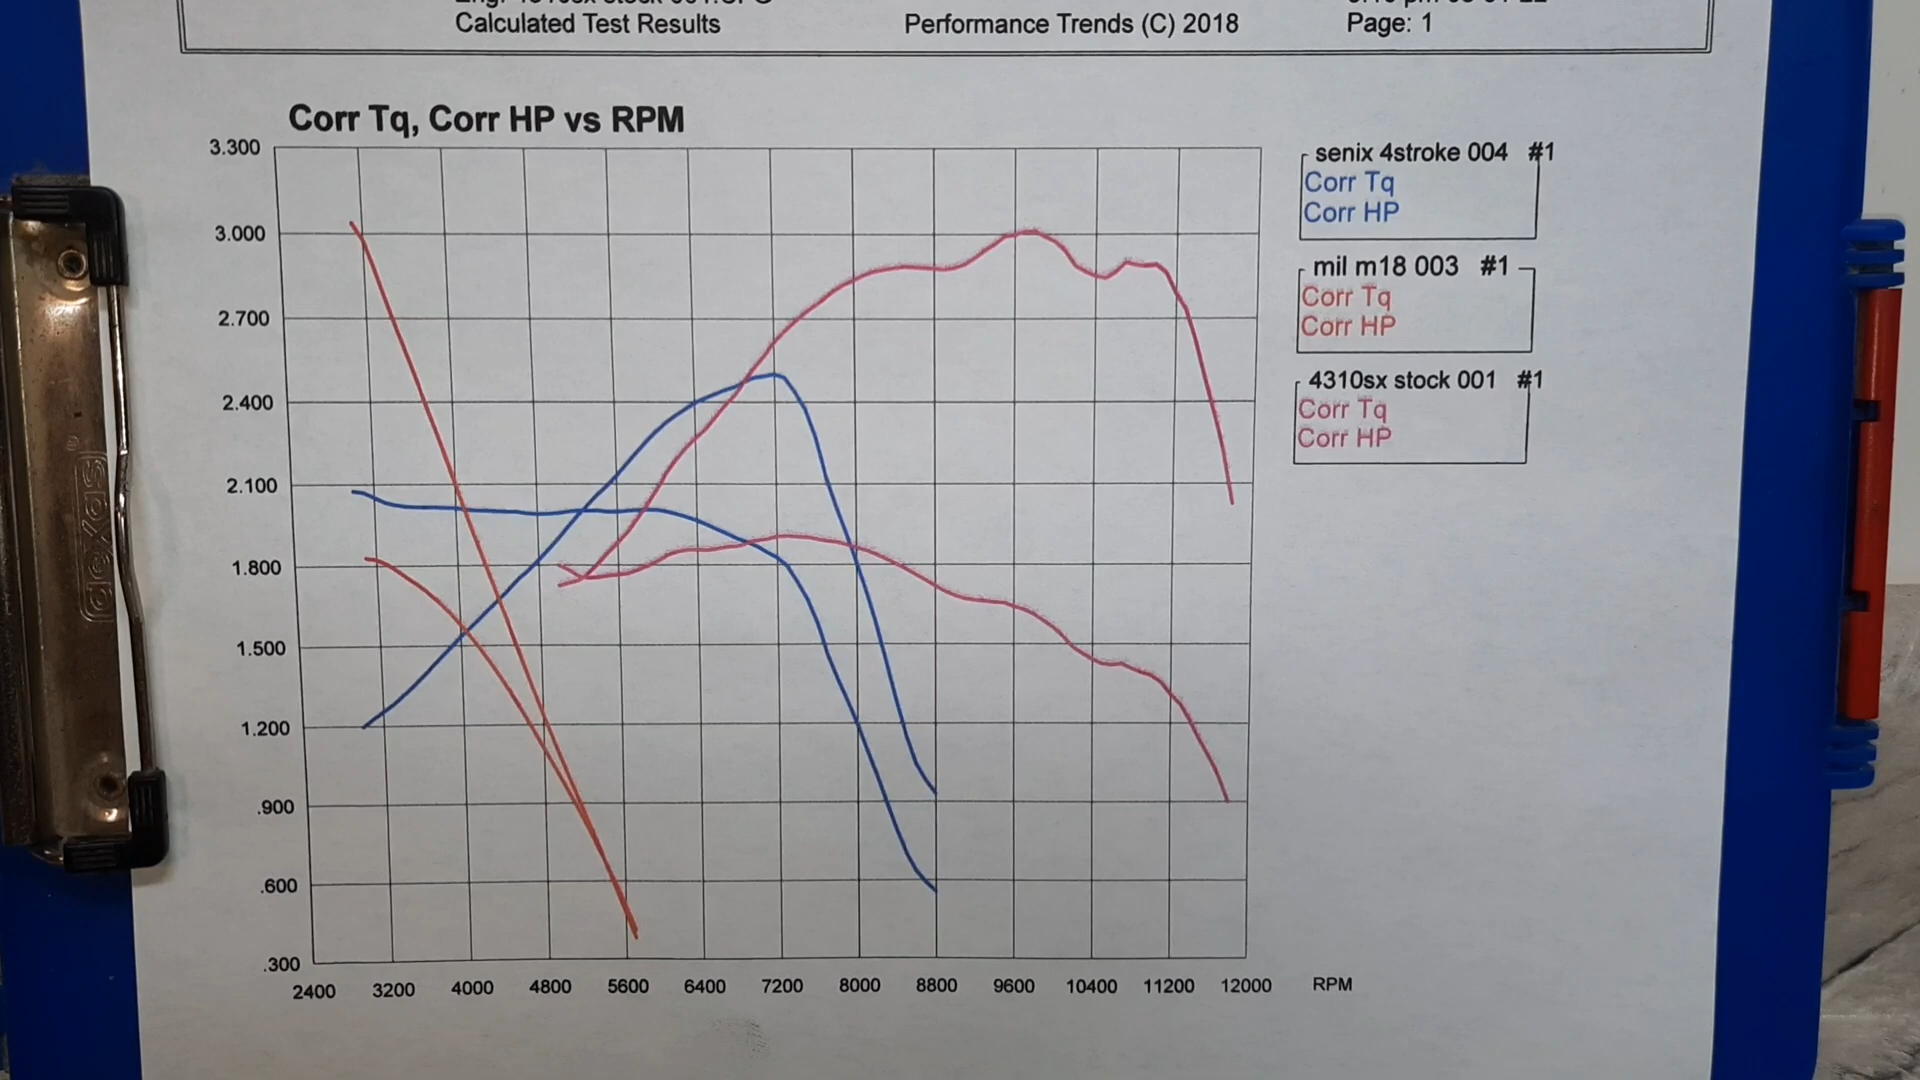 Calculated Test Results Performance Trends (C) 2018 Page: 1
Corr Tq, Corr HP vs RPM
3.300
3.000
2.700
2.400
2.100
1.800
1.500
1.200
.900
.600
.300
2400 3200 4000 4800 5600 6400 7200 8000 8800 9600 10400 11200 12000 RPM
senix 4stroke 004 #1
Corr Tq
Corr HP
mil m18 003 #1
Corr Tq
Corr HP
4310sx stock 001 #1
Corr Tq
Corr HP
dekas